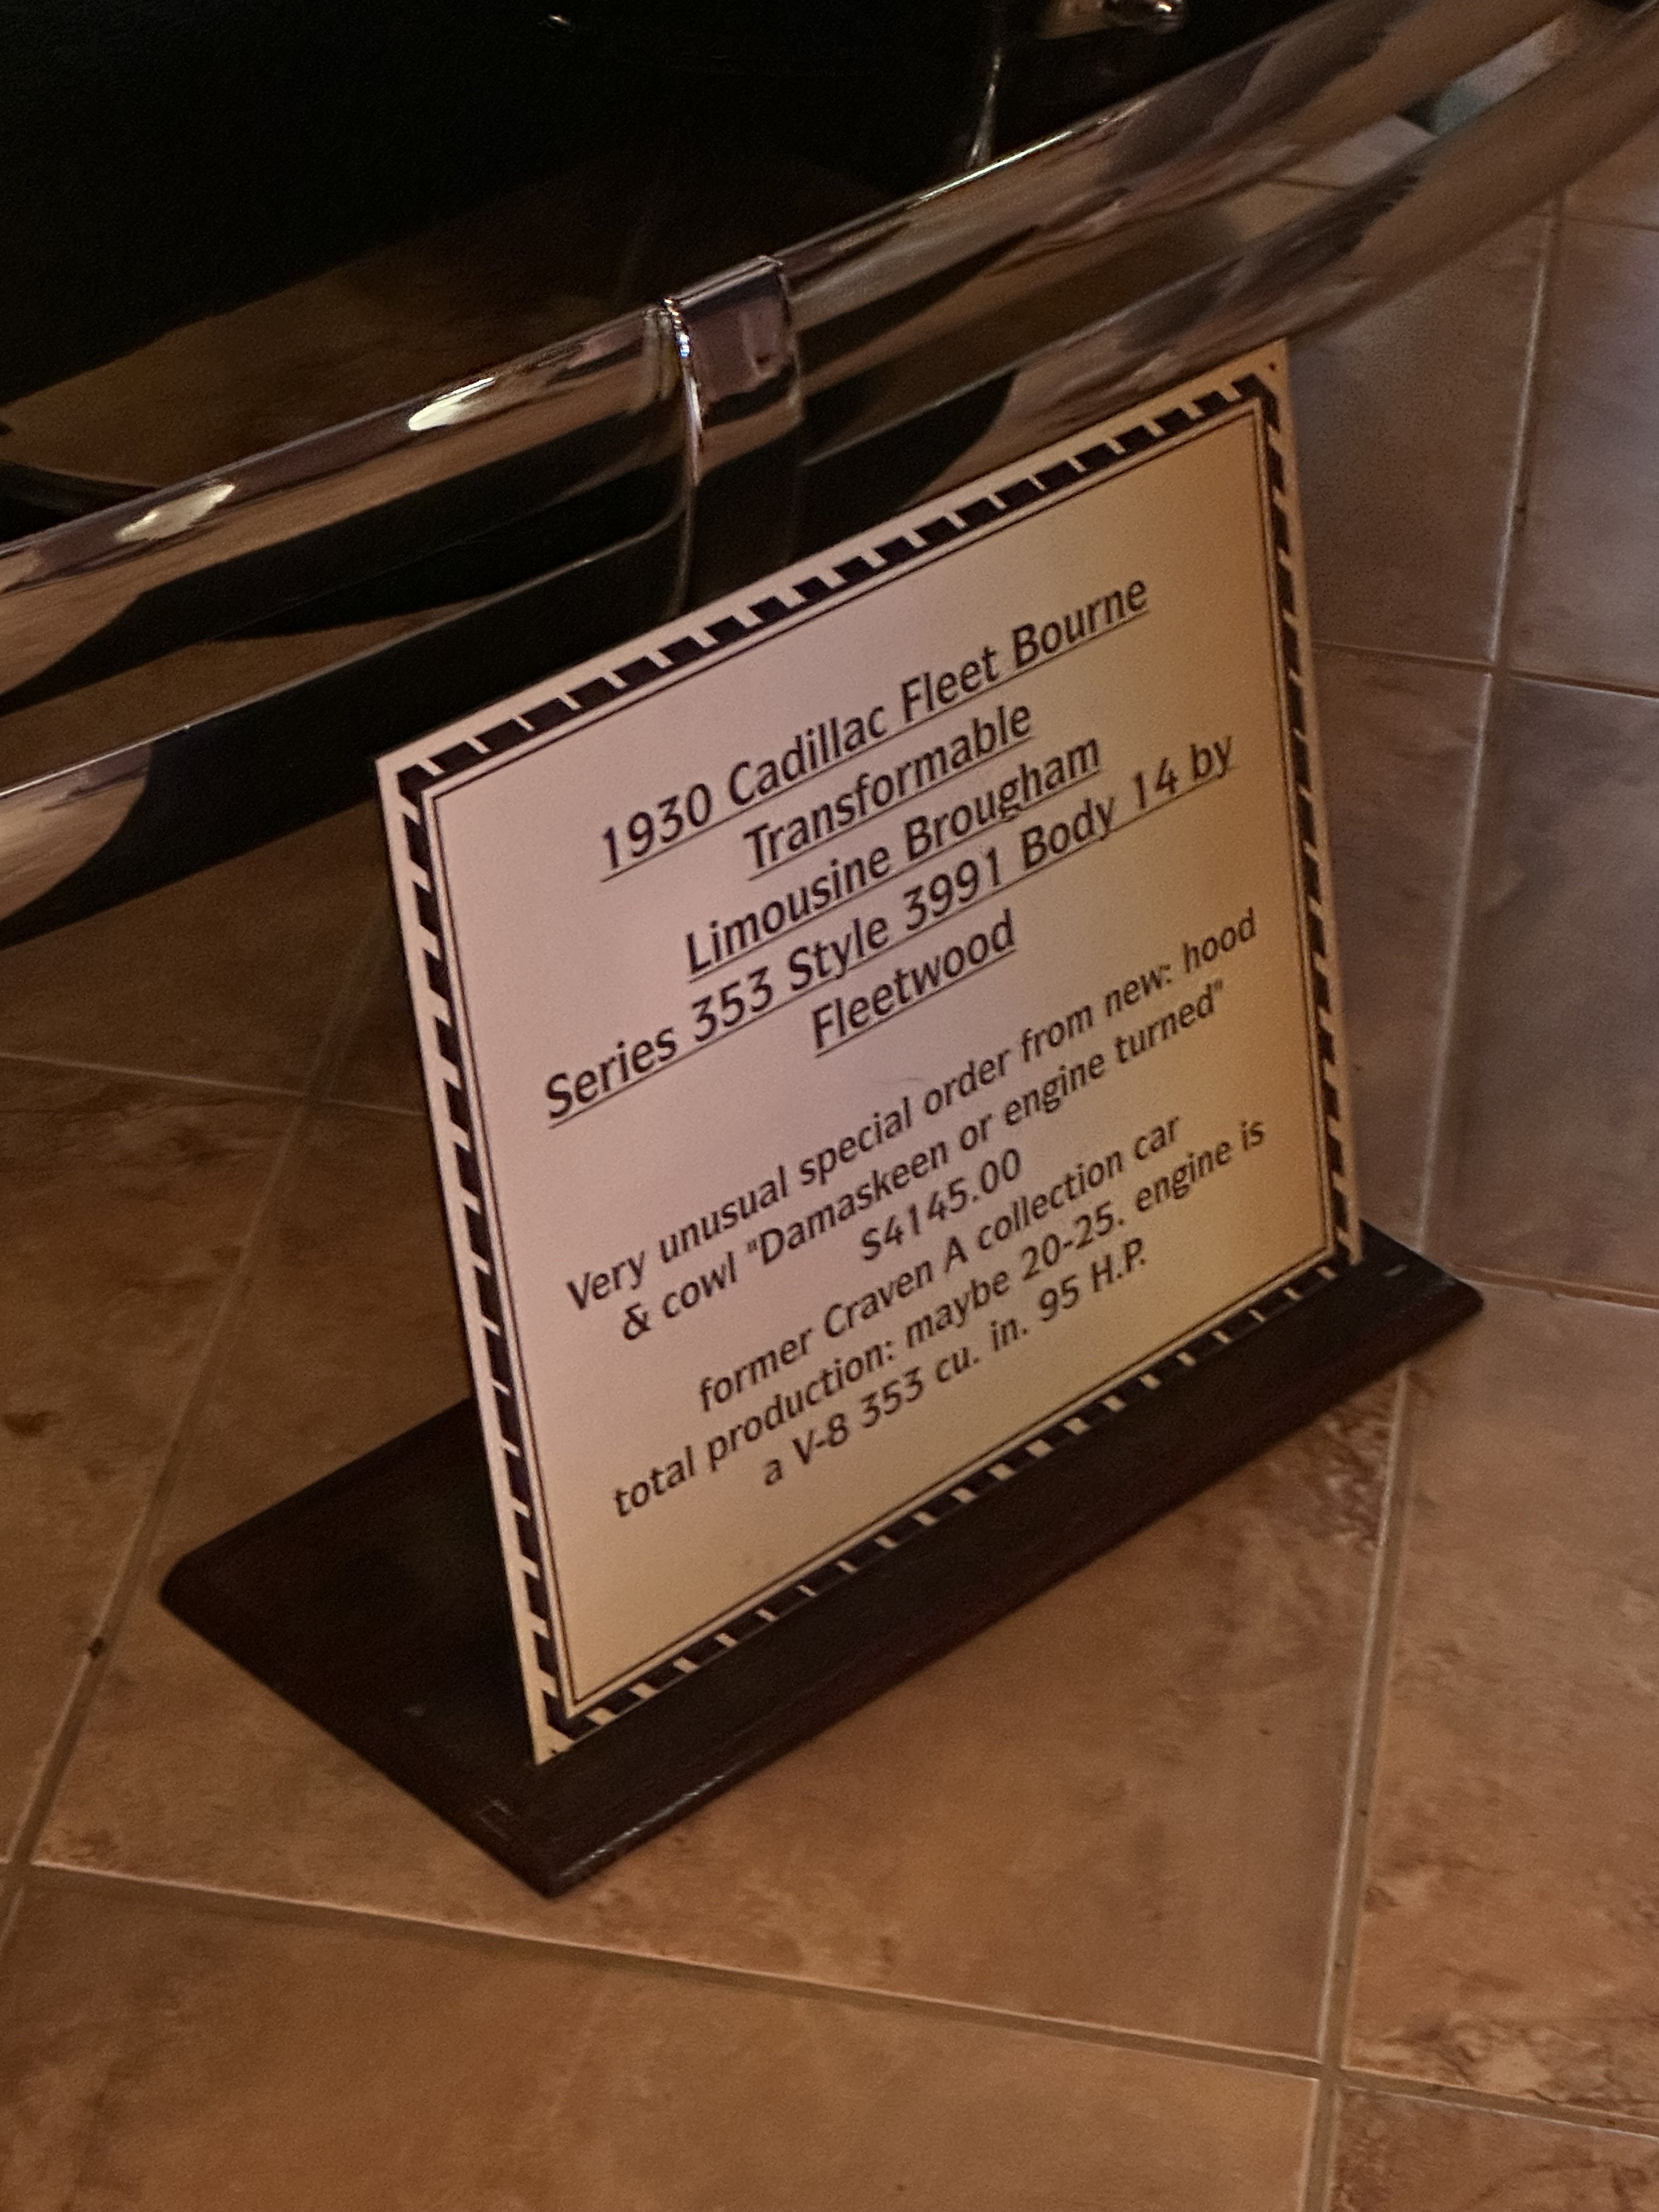 1930 Cadillac Fleet Bourne
Transformable
Limousine Brougham
Series 353 Style 3991 Body 14 by
Fleetwood
Very unusual special order from new: hood
& cowl "Damaskeen or engine turned"
S4145.00
former Craven A collection car
total production: maybe 20-25. engine is
a V-8 353 cu. in. 95 H.P.